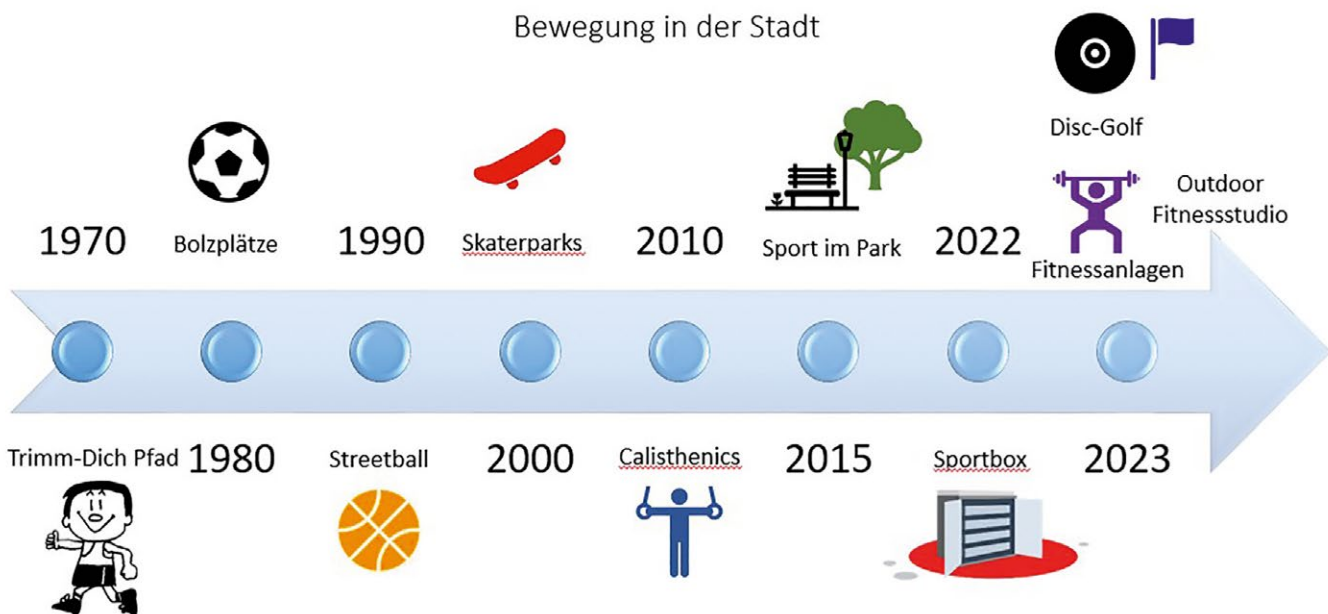 Bewegung in der Stadt
Disc-Golf
Outdoor
Fitnessstudio
1970
Bolzplätze
1990
Skaterparks
2010
Sport im Park
2022
Fitnessanlagen
Trimm-Dich Pfad
1980
Streetball
2000
Calisthenics
2015
Sportbox
2023